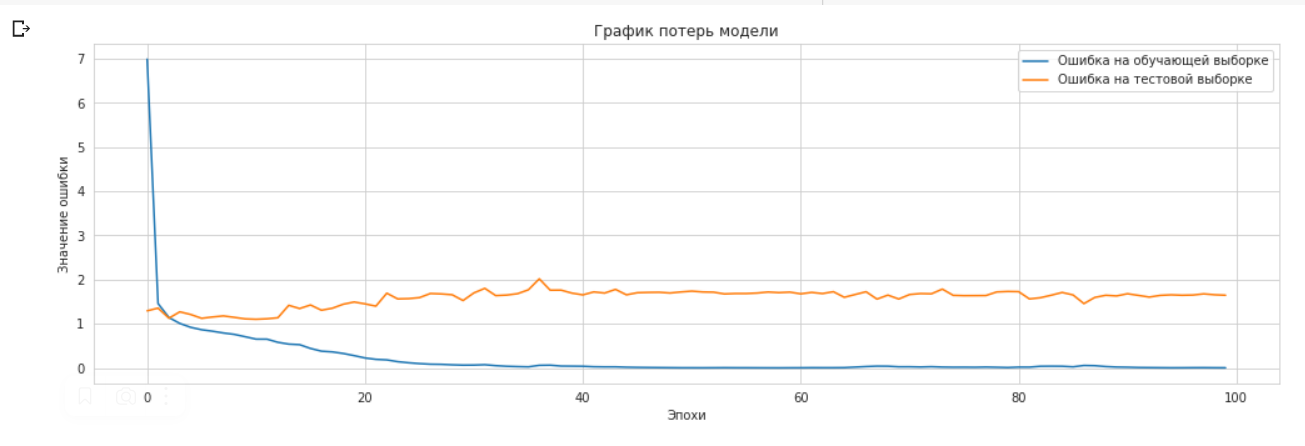 График потерь модели
Ошибка на обучающей выборке
Ошибка на тестовой выборке
Значение ошибки
7
6
5
4
3
2
1
0
0
20
40
60
80
100
Эпохи